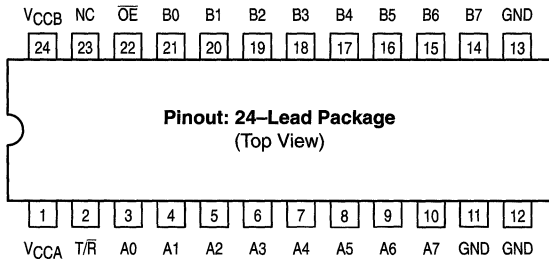 VCCB NC O̅E̅ B0 B1 B2 B3 B4 B5 B6 B7 GND
24 23 22 21 20 19 18 17 16 15 14 13
Pinout: 24–Lead Package
(Top View)
1 2 3 4 5 6 7 8 9 10 11 12
VCCA T/R̅ A0 A1 A2 A3 A4 A5 A6 A7 GND GND